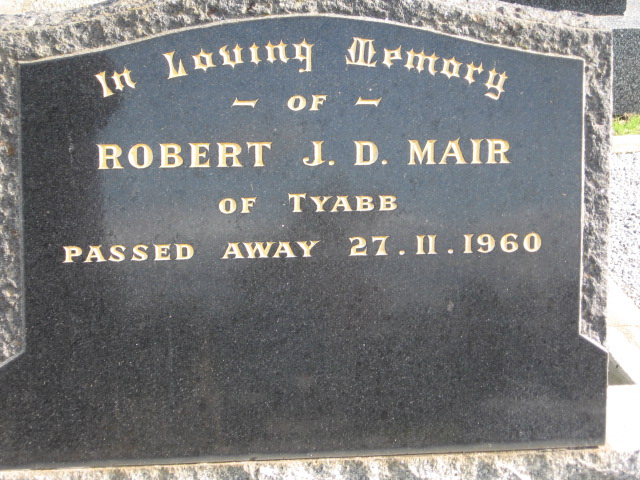 In Loving Memory
- OF -
ROBERT J. D. MAIR
OF TYABB
PASSED AWAY 27.11.1960